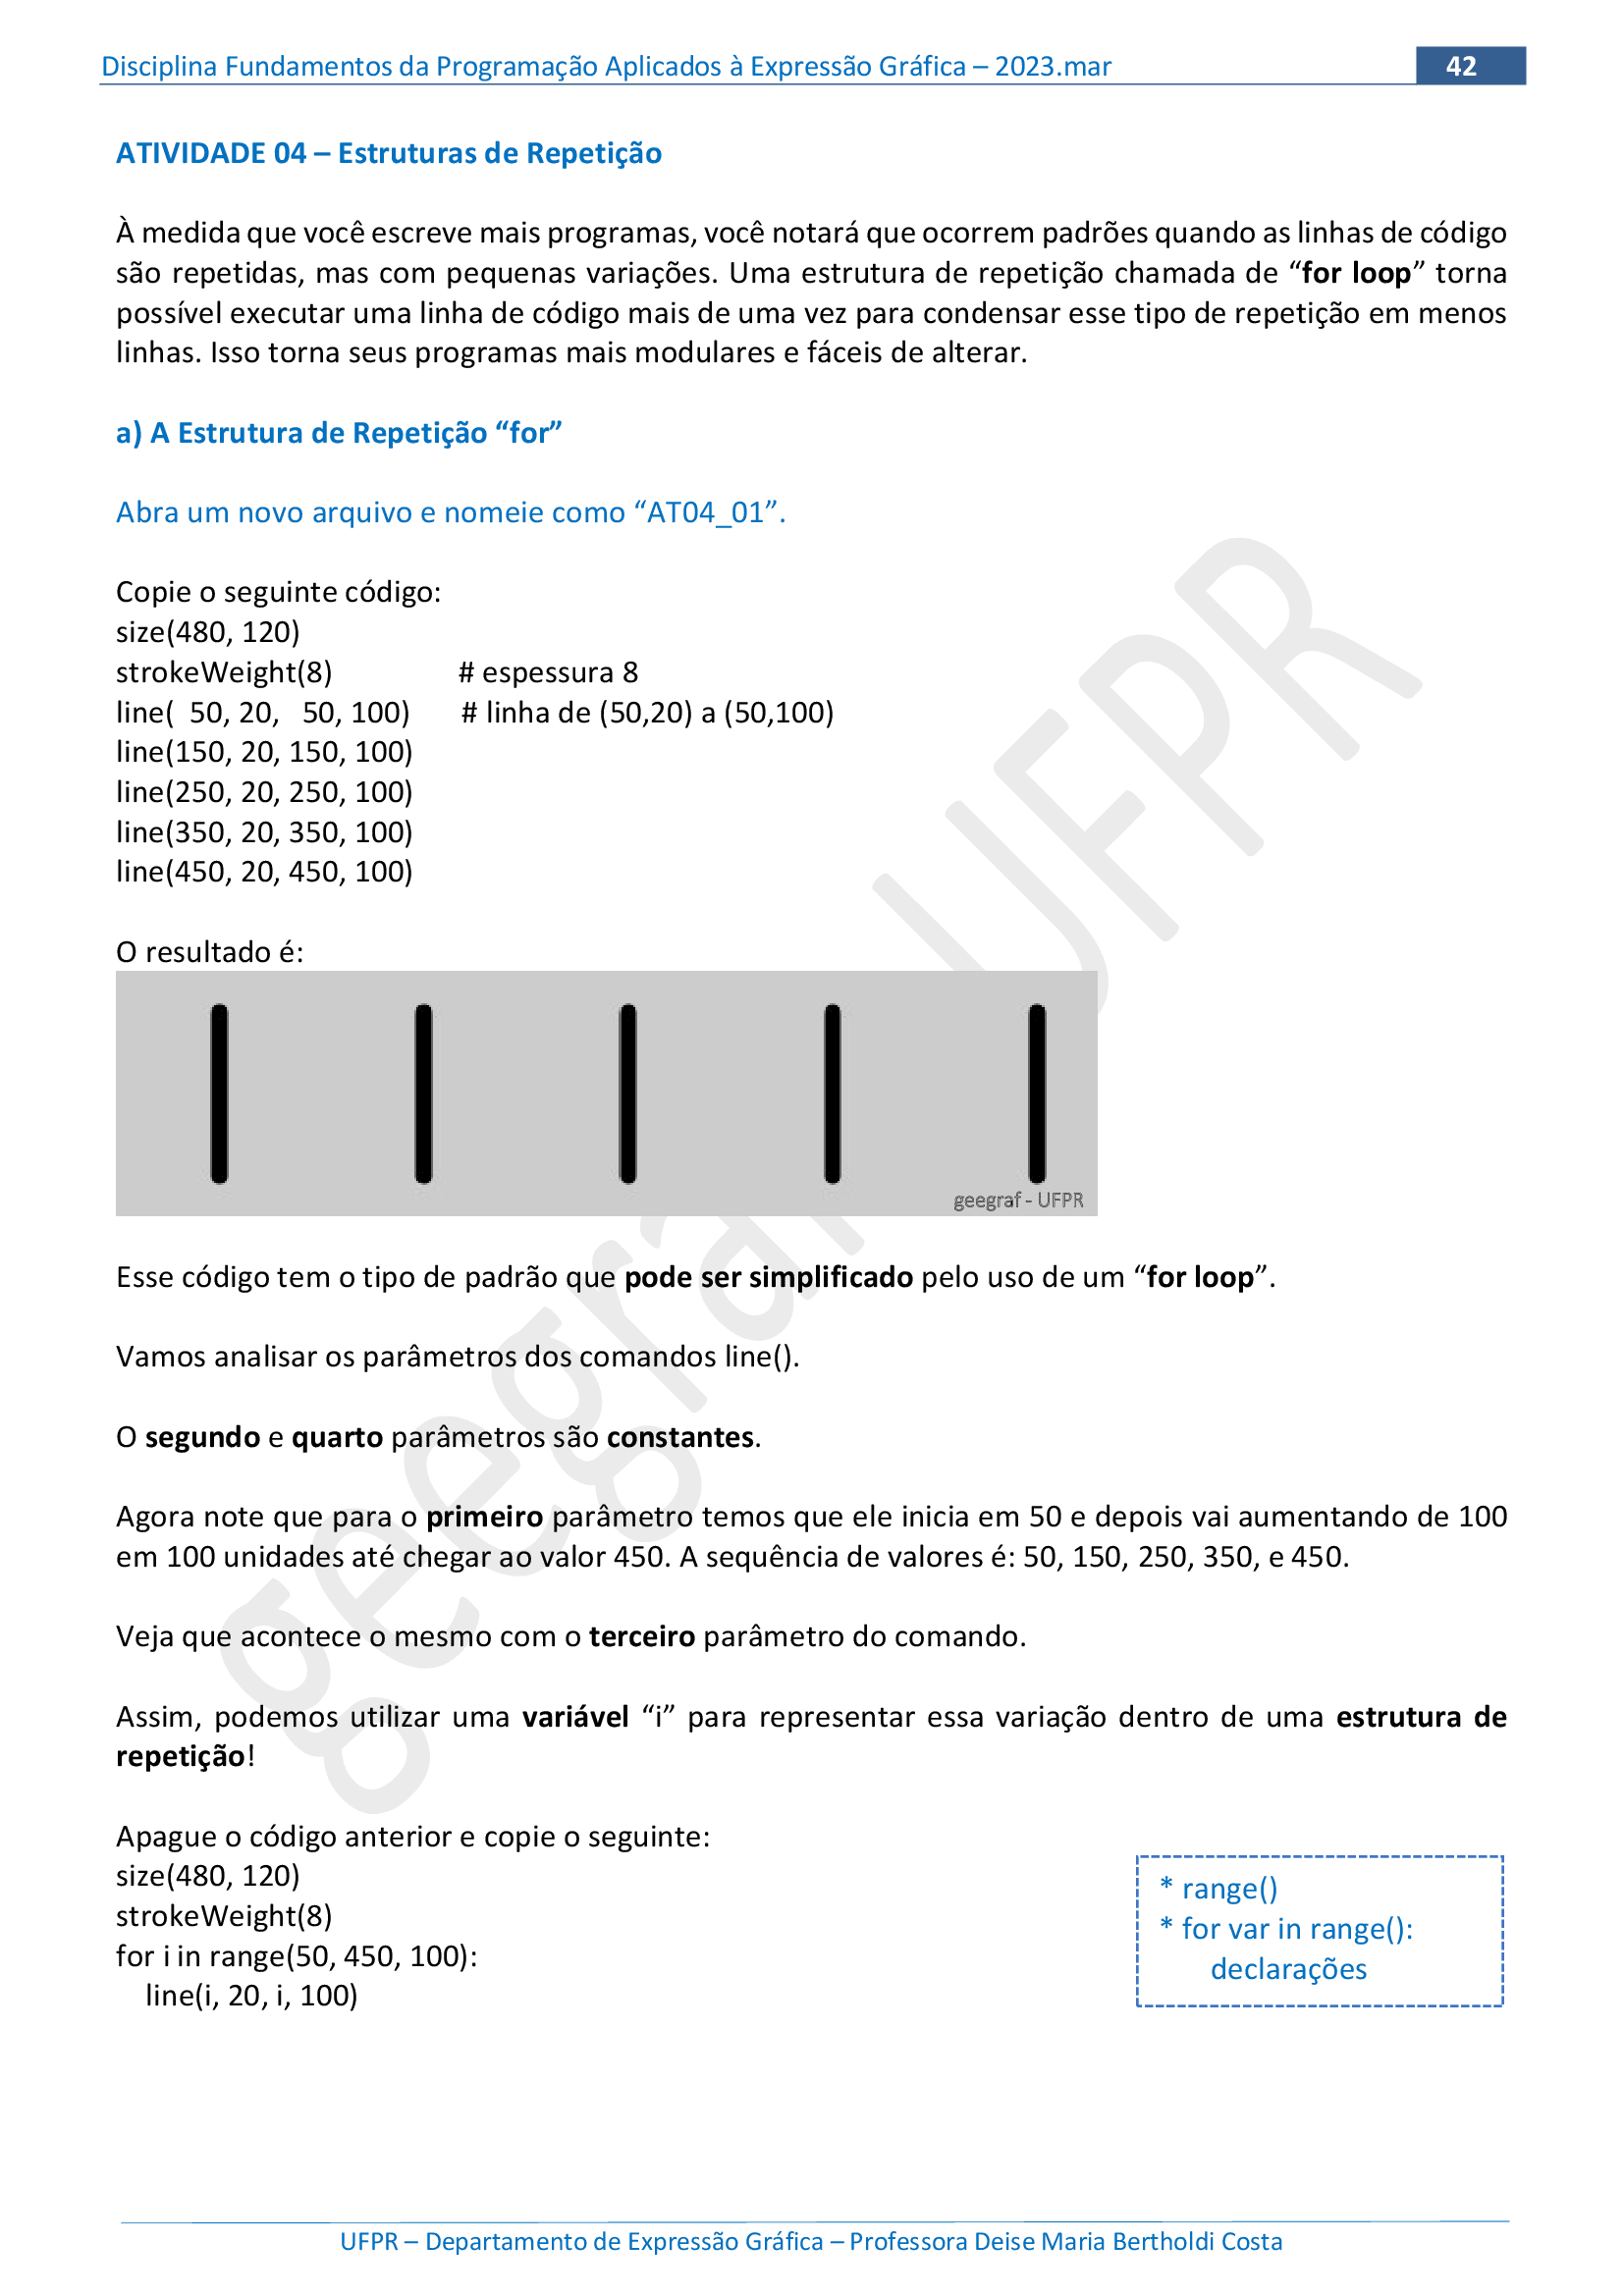 Disciplina Fundamentos da Programação Aplicados à Expressão Gráfica – 2023.mar 42
ATIVIDADE 04 – Estruturas de Repetição
À medida que você escreve mais programas, você notará que ocorrem padrões quando as linhas de código
são repetidas, mas com pequenas variações. Uma estrutura de repetição chamada de “for loop” torna
possível executar uma linha de código mais de uma vez para condensar esse tipo de repetição em menos
linhas. Isso torna seus programas mais modulares e fáceis de alterar.
a) A Estrutura de Repetição “for”
Abra um novo arquivo e nomeie como “AT04_01”.
Copie o seguinte código:
size(480, 120)
strokeWeight(8) # espessura 8
line( 50, 20, 50, 100) # linha de (50,20) a (50,100)
line(150, 20, 150, 100)
line(250, 20, 250, 100)
line(350, 20, 350, 100)
line(450, 20, 450, 100)
O resultado é:
geegraf - UFPR
Esse código tem o tipo de padrão que pode ser simplificado pelo uso de um “for loop”.
Vamos analisar os parâmetros dos comandos line().
O segundo e quarto parâmetros são constantes.
Agora note que para o primeiro parâmetro temos que ele inicia em 50 e depois vai aumentando de 100
em 100 unidades até chegar ao valor 450. A sequência de valores é: 50, 150, 250, 350, e 450.
Veja que acontece o mesmo com o terceiro parâmetro do comando.
Assim, podemos utilizar uma variável “i” para representar essa variação dentro de uma estrutura de
repetição!
Apague o código anterior e copie o seguinte:
size(480, 120)
strokeWeight(8)
for i in range(50, 450, 100):
line(i, 20, i, 100)
* range()
* for var in range():
declarações
geegraf UFPR
UFPR – Departamento de Expressão Gráfica – Professora Deise Maria Bertholdi Costa